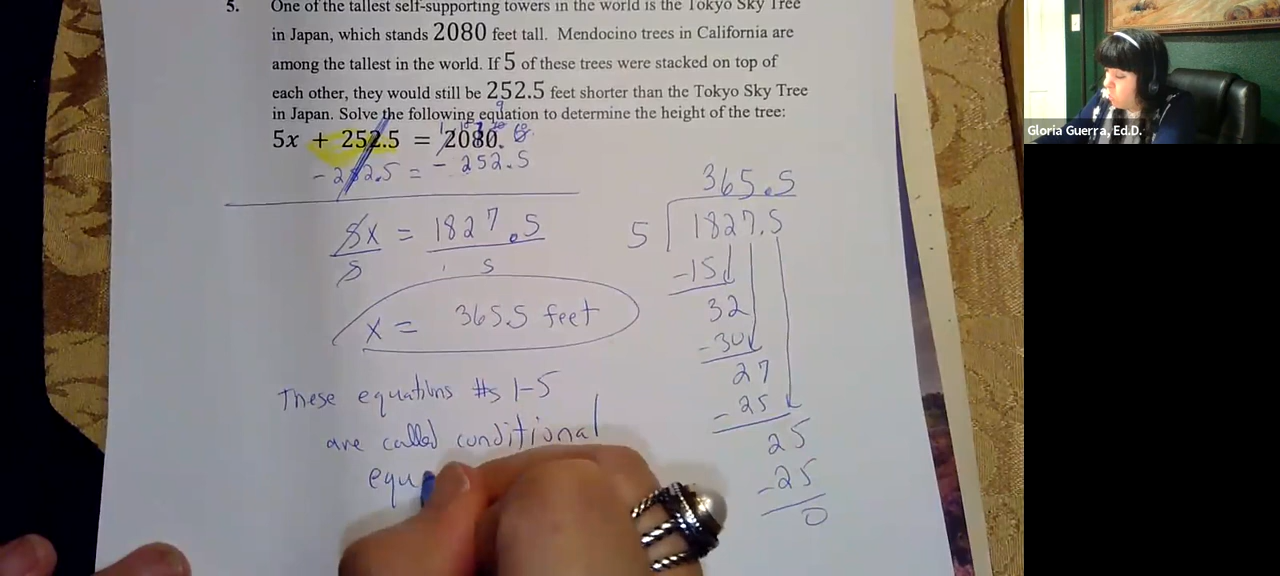 5. One of the tallest self-supporting towers in the world is the Tokyo Sky Tree
in Japan, which stands 2080 feet tall. Mendocino trees in California are
among the tallest in the world. If 5 of these trees were stacked on top of
each other, they would still be 252.5 feet shorter than the Tokyo Sky Tree
in Japan. Solve the following equation to determine the height of the tree:
5x + 252.5 = 2080.
- 252.5 = - 252.5
5x = 1827.5
5 5
x = 365.5 feet
These equations #s 1-5
are called conditional
equ
365.5
5 1827.5
-15
32
-30
27
-25
25
-25
0
Gloria Guerra, Ed.D.